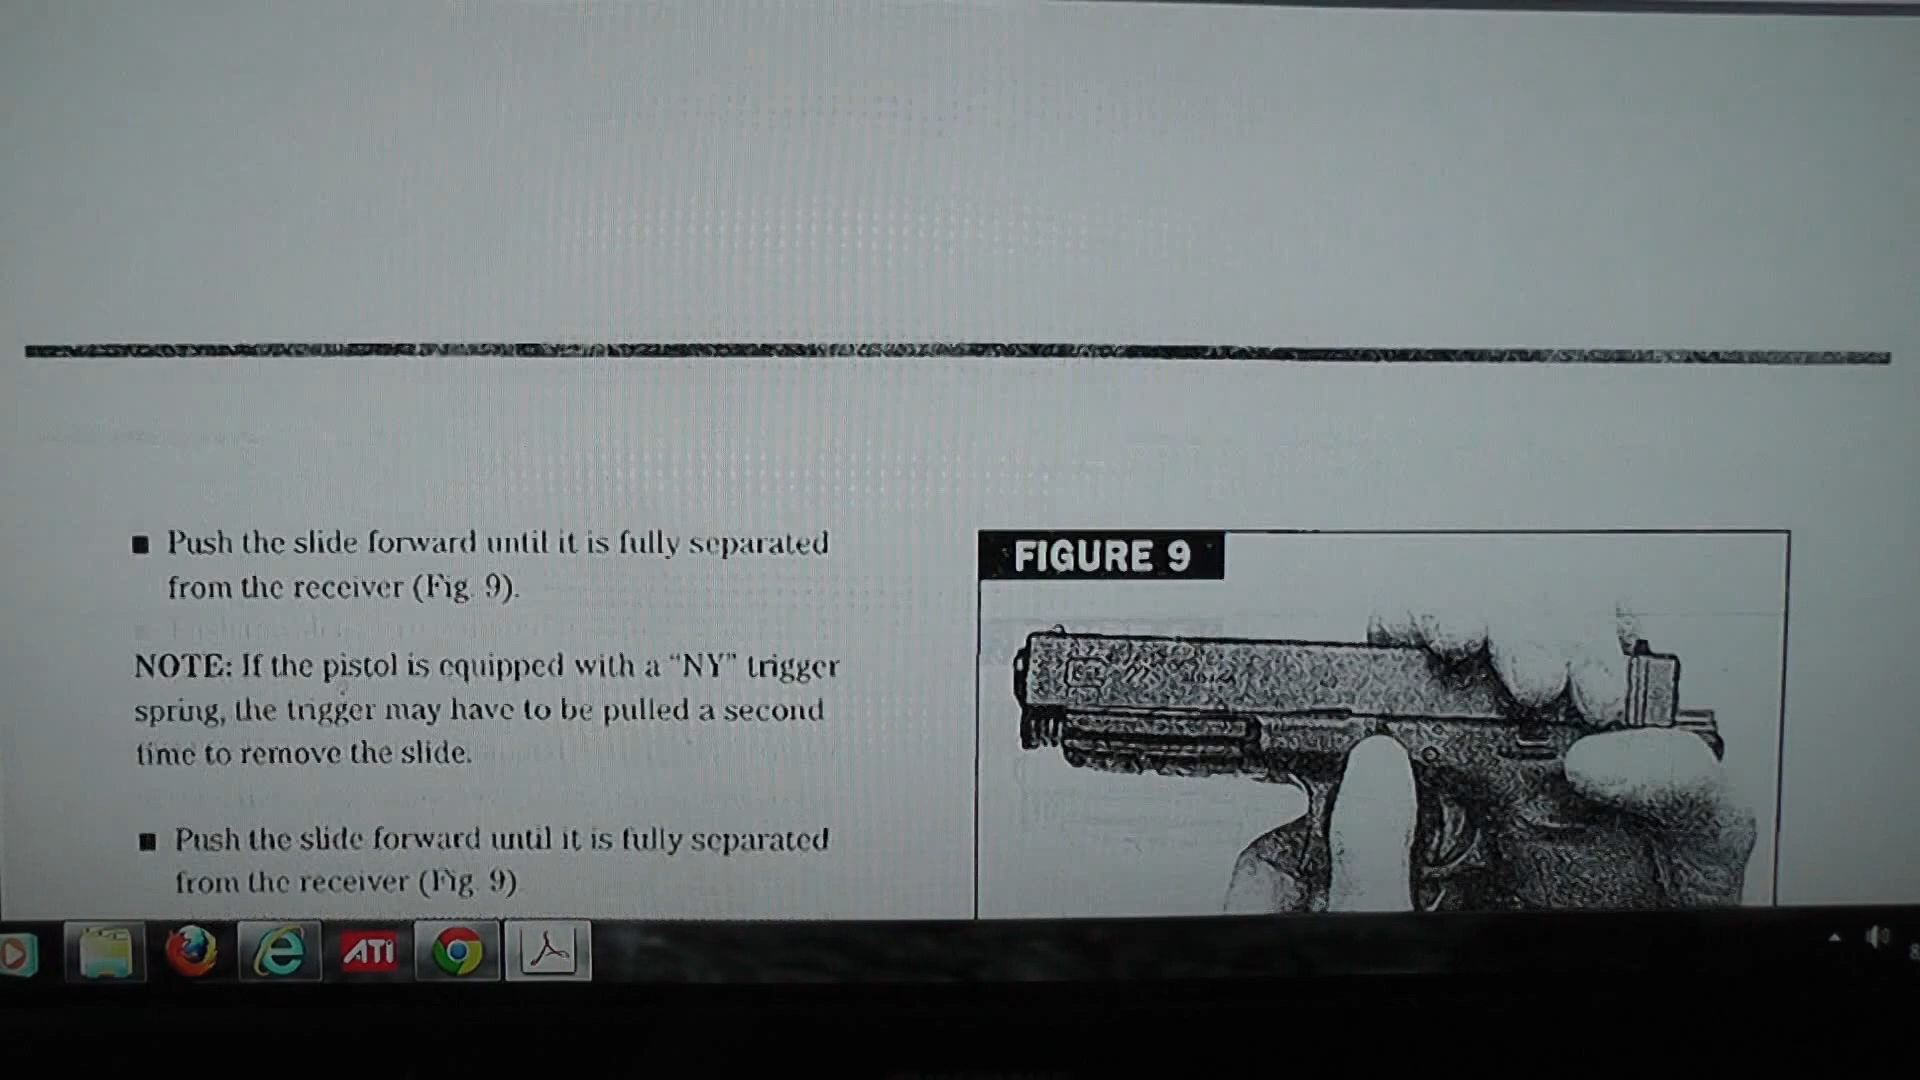 Push the slide forward until it is fully separated
from the receiver (Fig. 9).
NOTE: If the pistol is equipped with a “NY” trigger
spring, the trigger may have to be pulled a second
time to remove the slide.
Push the slide forward until it is fully separated
from the receiver (Fig. 9)
FIGURE 9
ATI